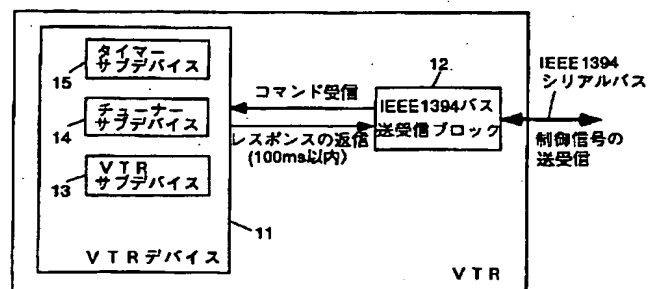 タイマー
サブデバイス
15
チューナー
サブデバイス
14
VTR
サブデバイス
13
11
VTRデバイス
コマンド受信
レスポンスの返信
(100ms以内)
12
IEEE1394バス
送受信ブロック
IEEE1394
シリアルバス
制御信号の
送受信
VTR